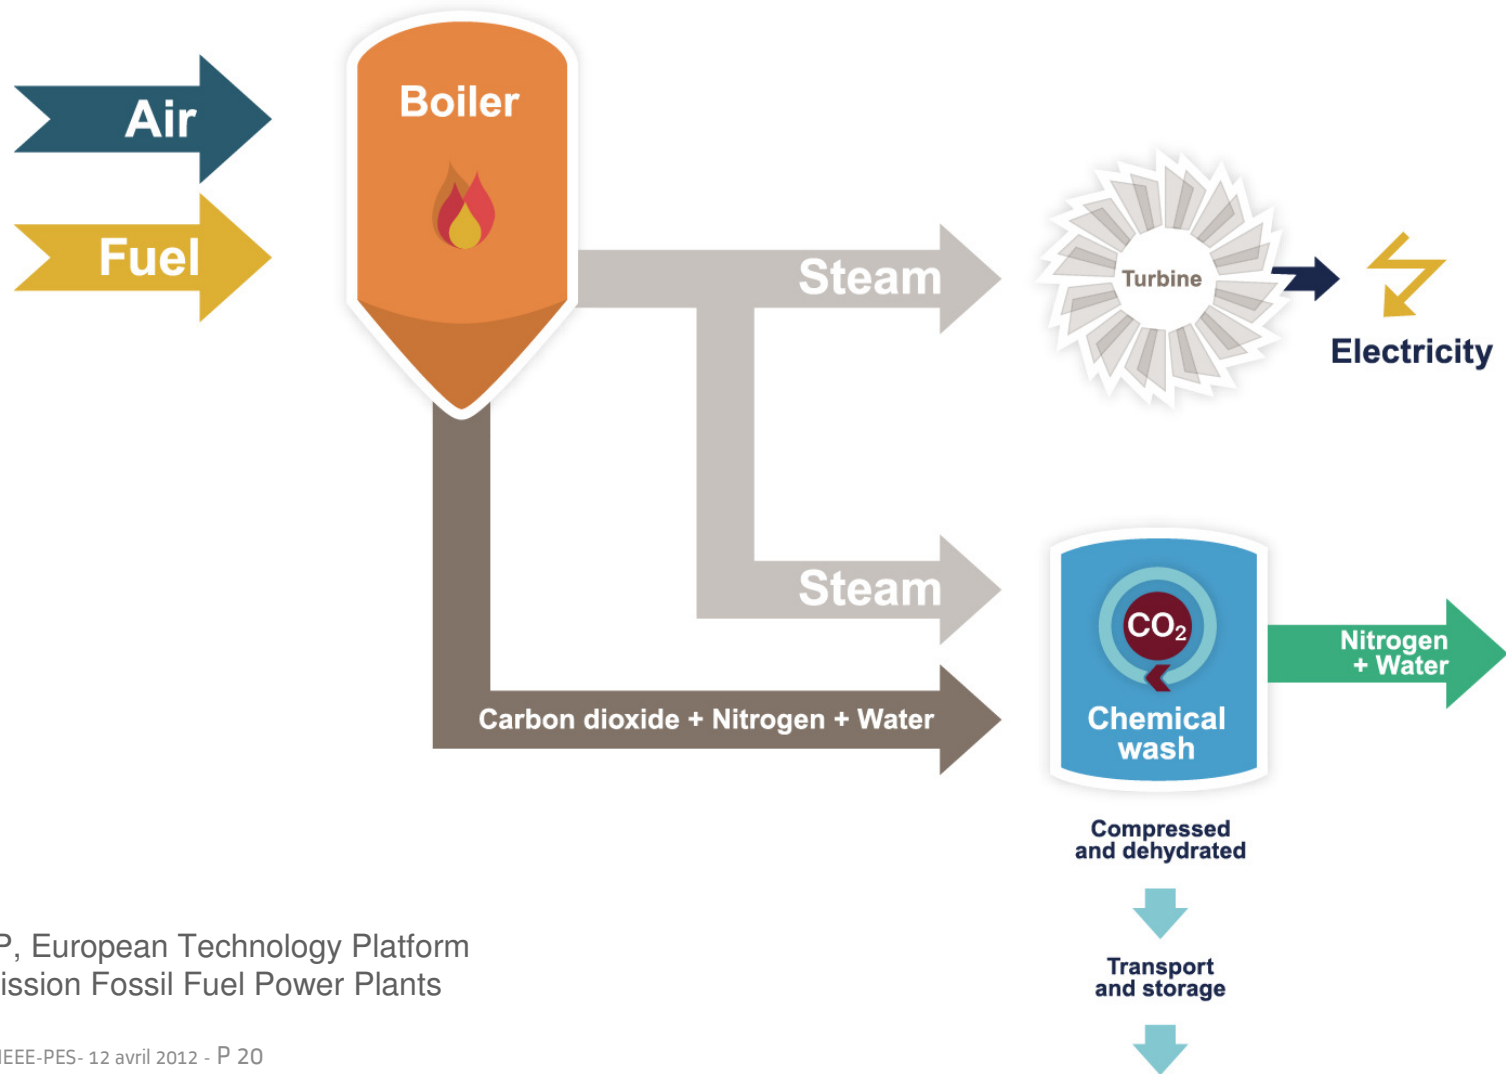 Air
Fuel
Boiler
Steam
Turbine
Electricity
Steam
Carbon dioxide + Nitrogen + Water
CO₂
Chemical
wash
Nitrogen
+ Water
Compressed
and dehydrated
Transport
and storage
P, European Technology Platform
ission Fossil Fuel Power Plants
IEEE-PES- 12 avril 2012 - P 20